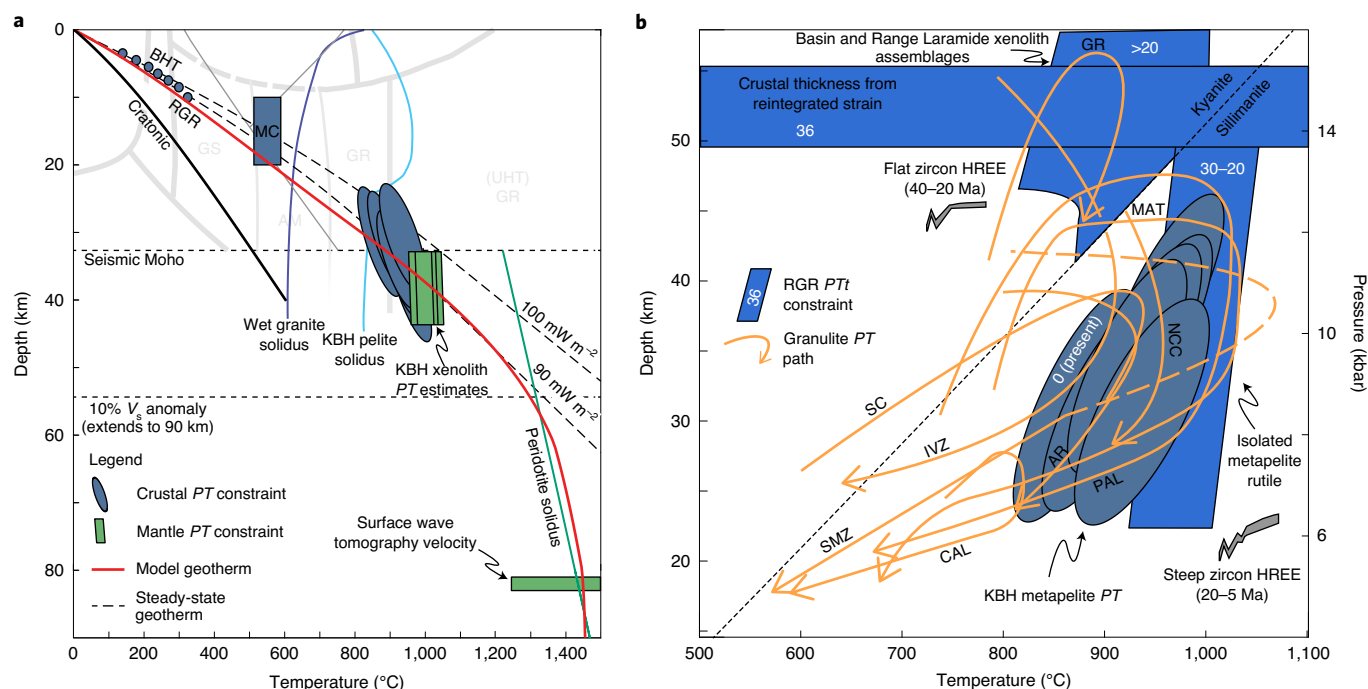 a
0
20
40
60
80
Depth (km)
0
200
400
600
800
1,000
1,200
1,400
Temperature (°C)
BHT
RGR
Cratonic
MC
GS
AM
GR
(UHT)
GR
Seismic Moho
Wet granite
solidus
KBH pelite
solidus
KBH xenolith
PT estimates
100 mW m⁻²
90 mW m⁻²
10% Vs anomaly
(extends to 90 km)
Peridotite solidus
Legend
Crustal PT constraint
Mantle PT constraint
Model geotherm
Steady-state
geotherm
Surface wave
tomography velocity
b
Basin and Range Laramide xenolith
assemblages
GR
>20
Crustal thickness from
reintegrated strain
36
Kyanite
Sillimanite
Flat zircon HREE
(40–20 Ma)
30–20
MAT
36
RGR PTt
constraint
Granulite PT
path
0 (present)
NCC
SC
IVZ
AR
PAL
SMZ
CAL
Isolated
metapelite
rutile
KBH metapelite PT
Steep zircon HREE
(20–5 Ma)
50
40
30
20
Depth (km)
14
10
6
Pressure (kbar)
500
600
700
800
900
1,000
1,100
Temperature (°C)